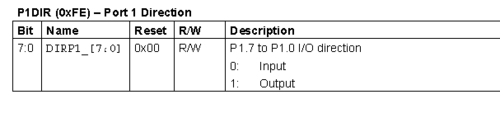 P1DIR (0xFE) – Port 1 Direction
Bit Name Reset R/W Description
7:0 DIRP1_[7:0] 0x00 R/W P1.7 to P1.0 I/O direction
0: Input
1: Output